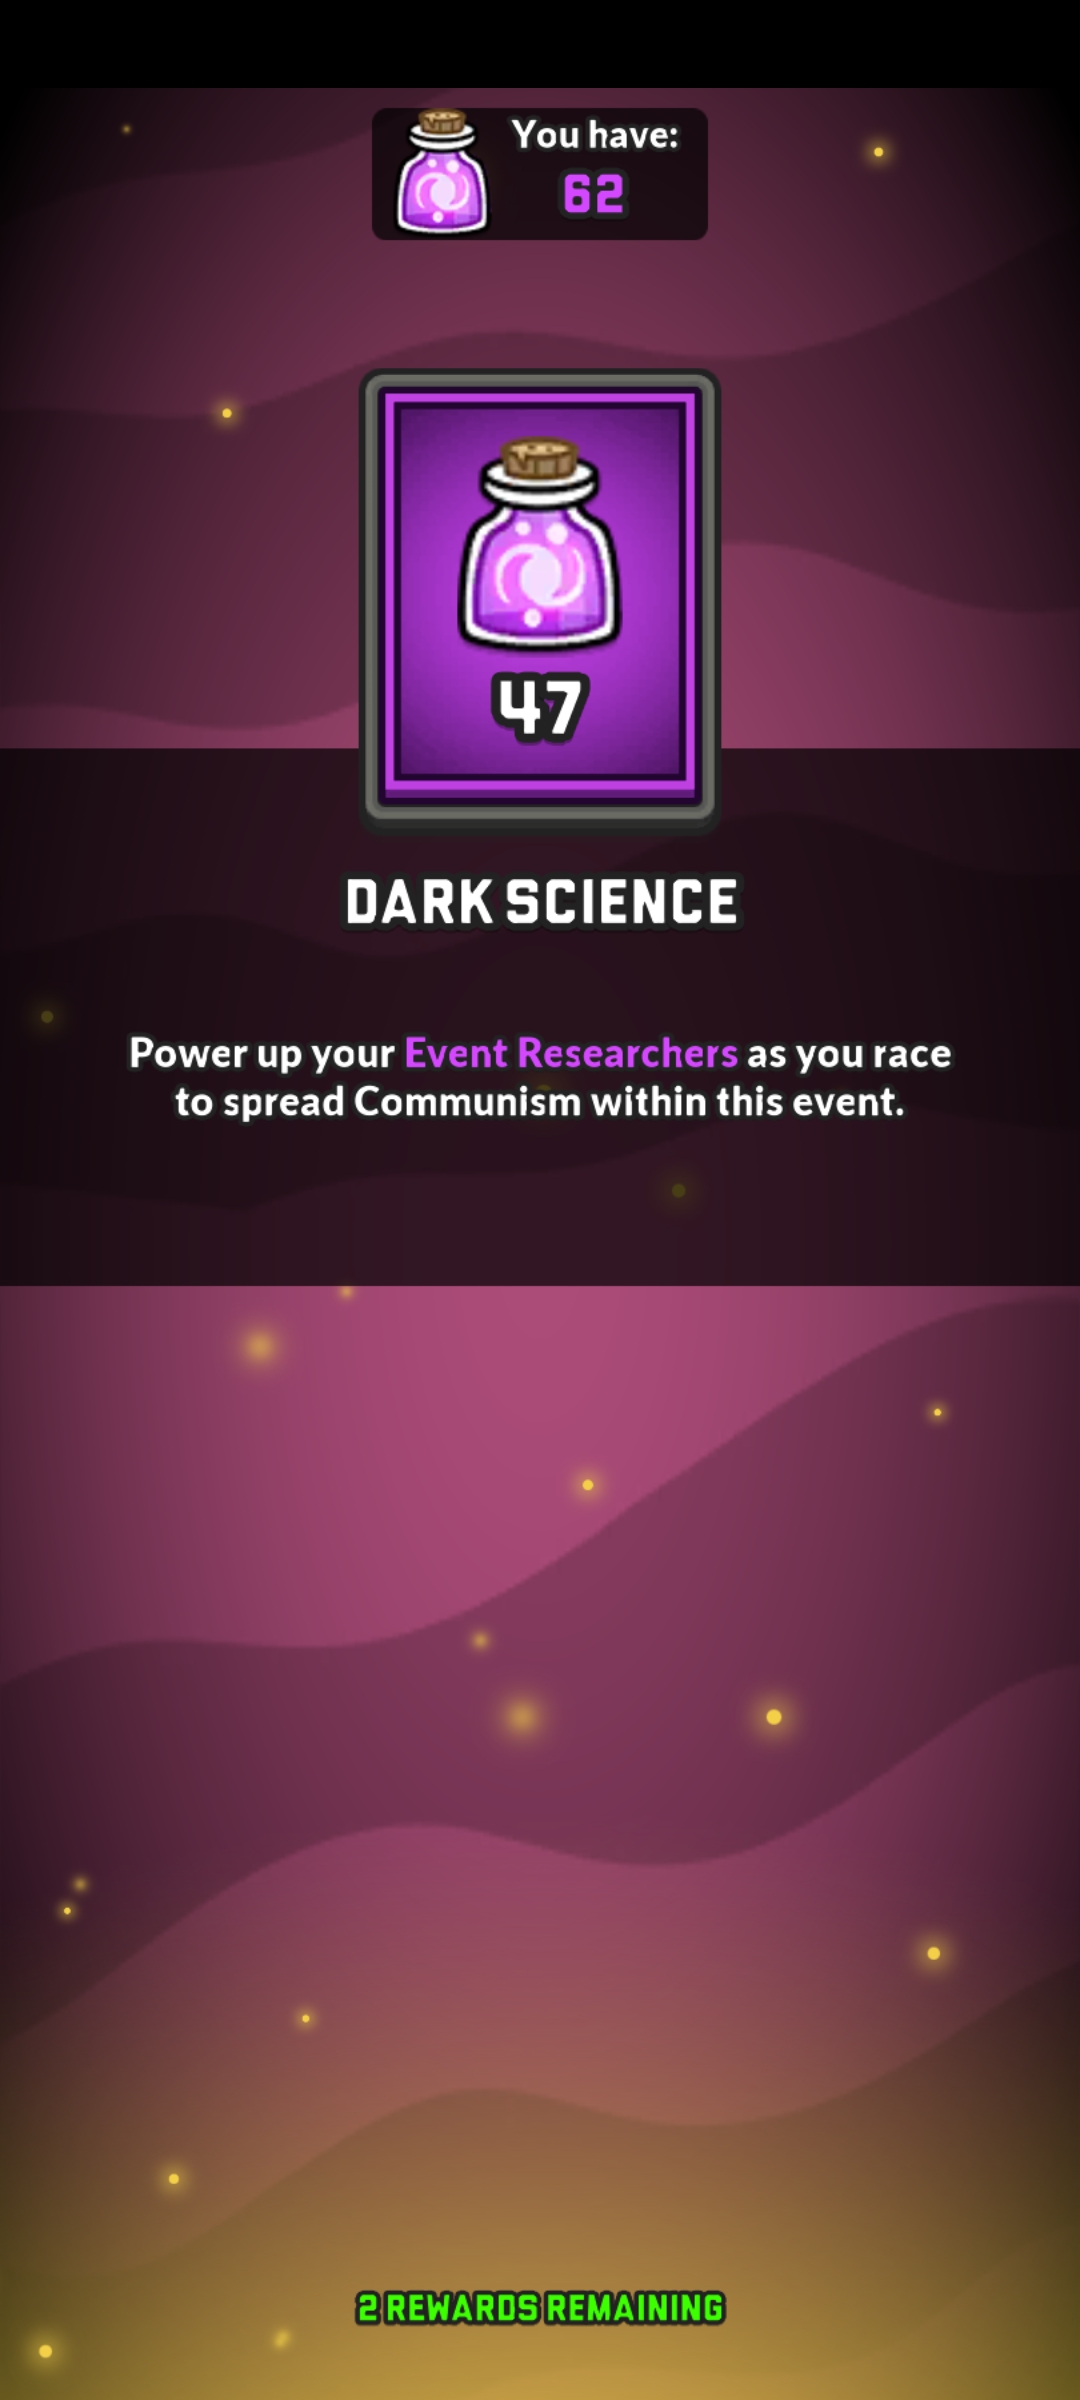 You have:
62
47
DARK SCIENCE
Power up your Event Researchers as you race
to spread Communism within this event.
2 REWARDS REMAINING